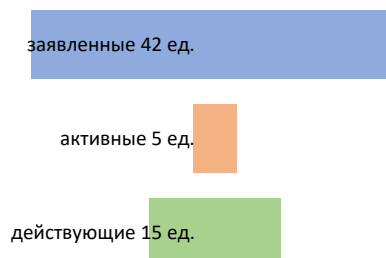 заявленные 42 ед.
активные 5 ед.
действующие 15 ед.